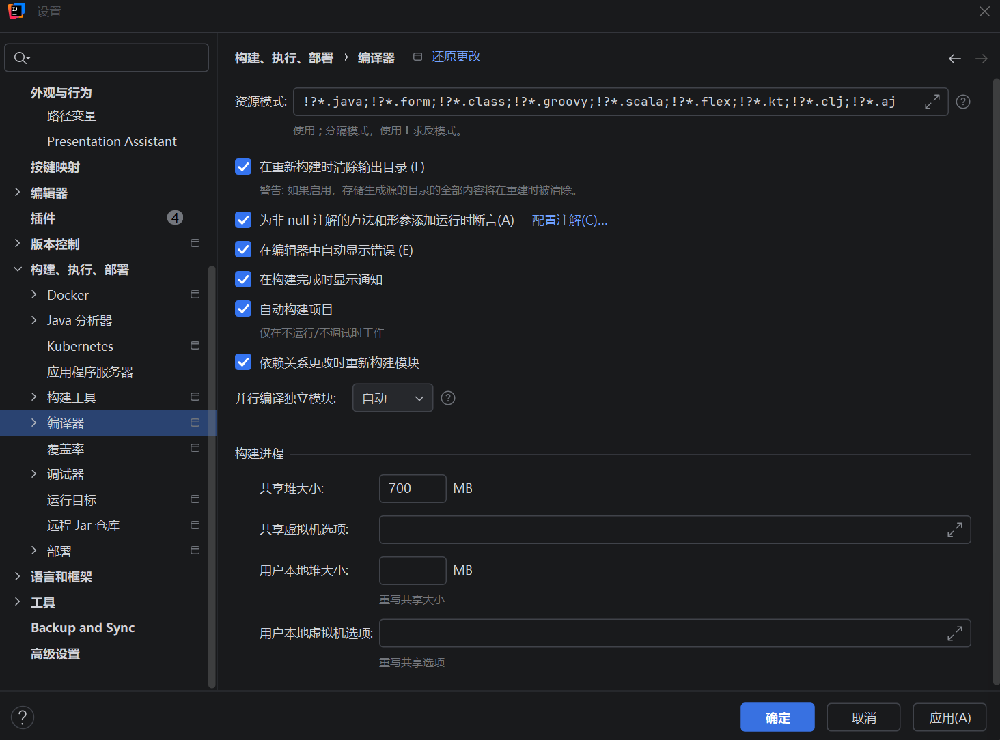 设置
外观与行为
路径变量
Presentation Assistant
按键映射
编辑器
插件
4
版本控制
构建、执行、部署
Docker
Java 分析器
Kubernetes
应用程序服务器
构建工具
编译器
覆盖率
调试器
运行目标
远程 Jar 仓库
部署
语言和框架
工具
Backup and Sync
高级设置
构建、执行、部署 › 编译器 还原更改
资源模式: !?*.java;!?*.form;!?*.class;!?*.groovy;!?*.scala;!?*.flex;!?*.kt;!?*.clj;!?*.aj
使用 ; 分隔模式，使用 ! 求反模式。
在重新构建时清除输出目录 (L)
警告: 如果启用，存储生成源的目录的全部内容将在重建时被清除。
为非 null 注解的方法和形参添加运行时断言(A) 配置注解(C)...
在编辑器中自动显示错误 (E)
在构建完成时显示通知
自动构建项目
仅在不运行/不调试时工作
依赖关系更改时重新构建模块
并行编译独立模块: 自动
构建进程
共享堆大小: 700 MB
共享虚拟机选项:
用户本地堆大小: MB
重写共享大小
用户本地虚拟机选项:
重写共享选项
确定 取消 应用(A)